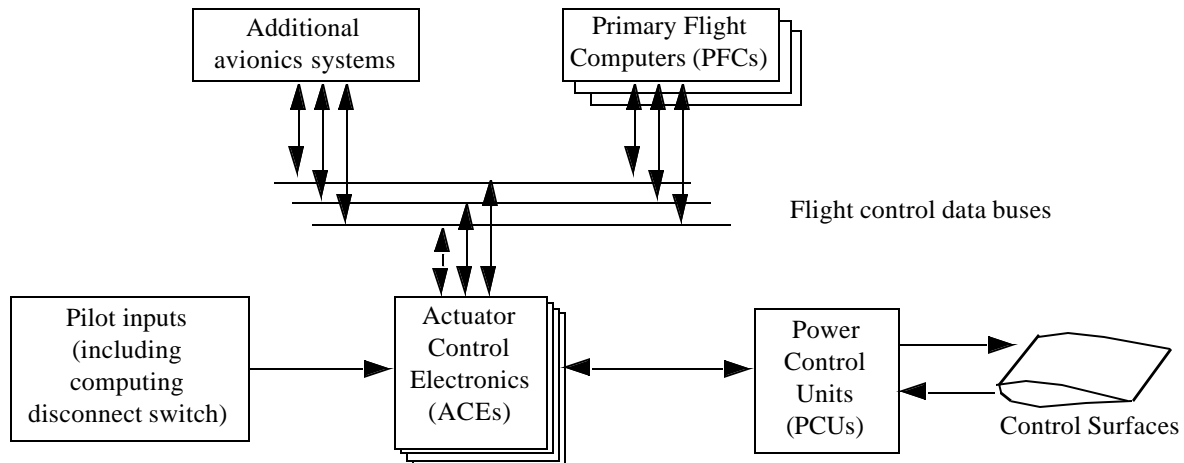 Additional
avionics systems
Primary Flight
Computers (PFCs)
Flight control data buses
Pilot inputs
(including
computing
disconnect switch)
Actuator
Control
Electronics
(ACEs)
Power
Control
Units
(PCUs)
Control Surfaces